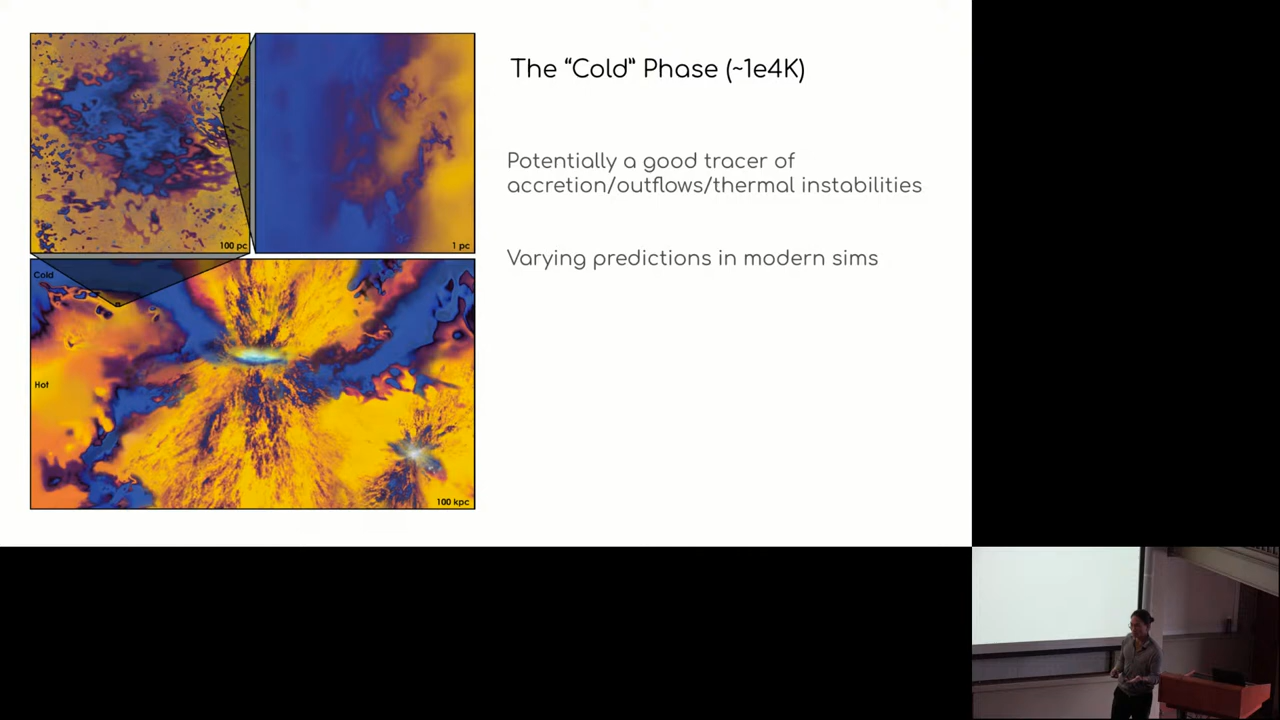 The “Cold” Phase (~1e4K)
Potentially a good tracer of
accretion/outflows/thermal instabilities
Varying predictions in modern sims
100 pc
1 pc
Cold
Hot
100 kpc